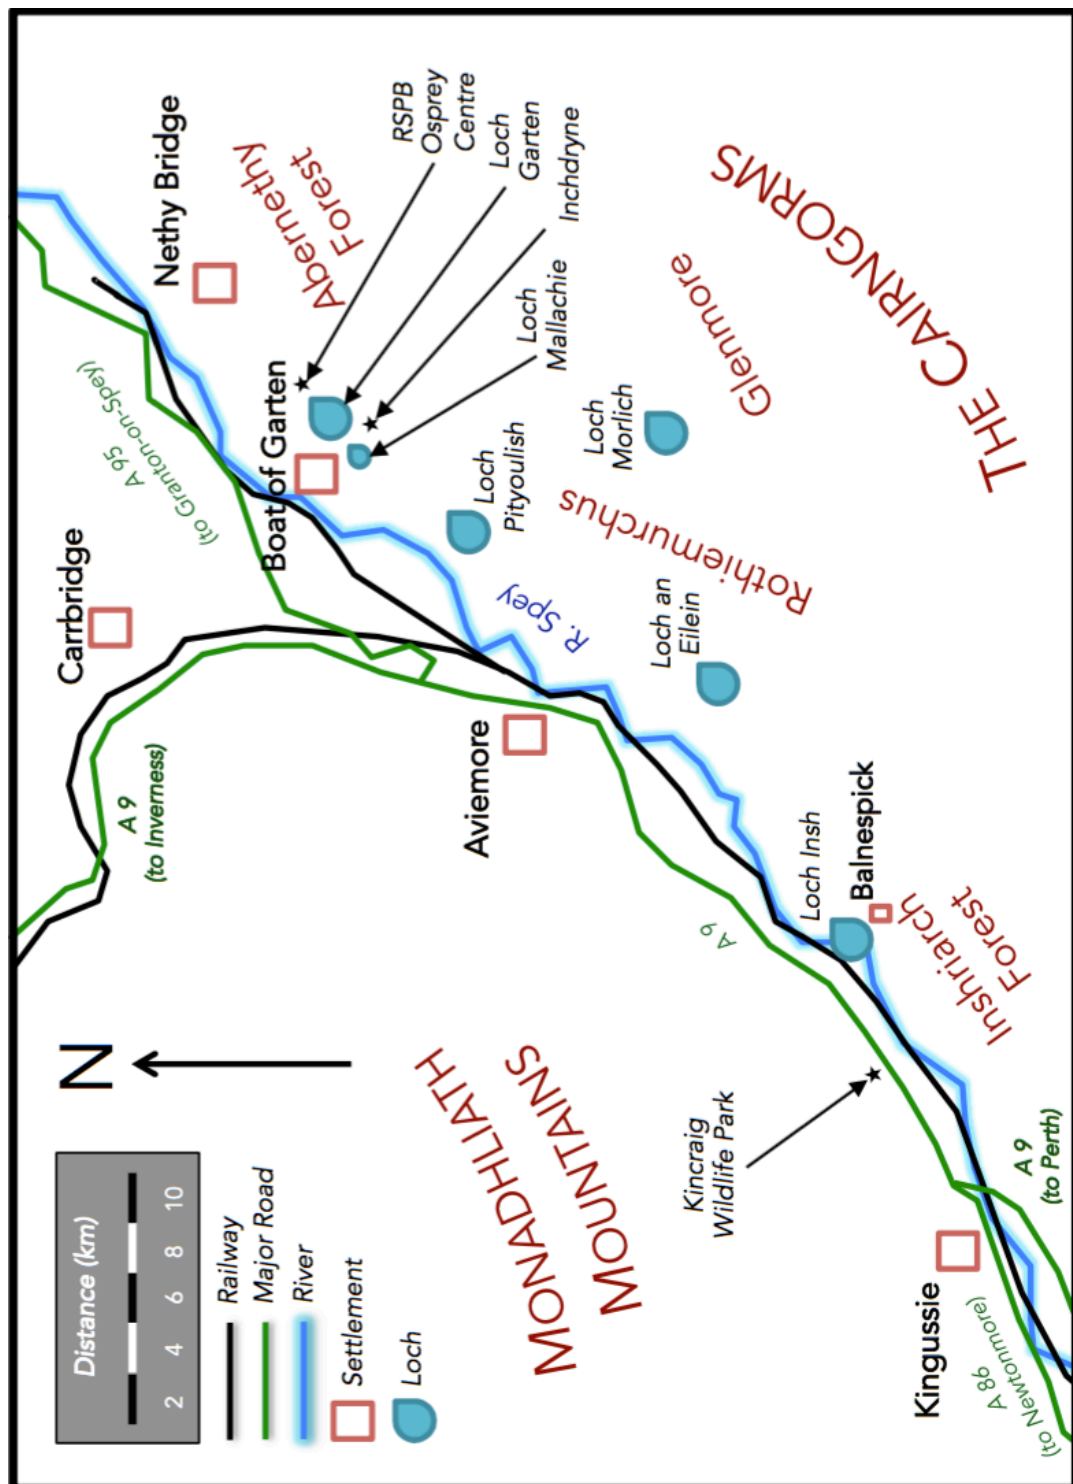 N
Distance (km)
2 4 6 8 10
Railway
Major Road
River
Settlement
Loch
A 9
(to Inverness)
Carrbridge
A 95
(to Granton-on-Spey)
Nethy Bridge
Abernethy
Forest
Boat of Garten
RSPB
Osprey
Centre
Loch
Garten
Inchdryne
Loch
Mallachie
Loch
Pityoulish
Loch
Morlich
Glenmore
THE CAIRNGORMS
Rothiemurchus
R. Spey
Loch an
Eilein
Aviemore
A 9
MONADHLIATH
MOUNTAINS
Kincraig
Wildlife Park
Loch Insh
Balnespick
Inshriarch
Forest
Kingussie
A 86
(to Newtonmore)
A 9
(to Perth)